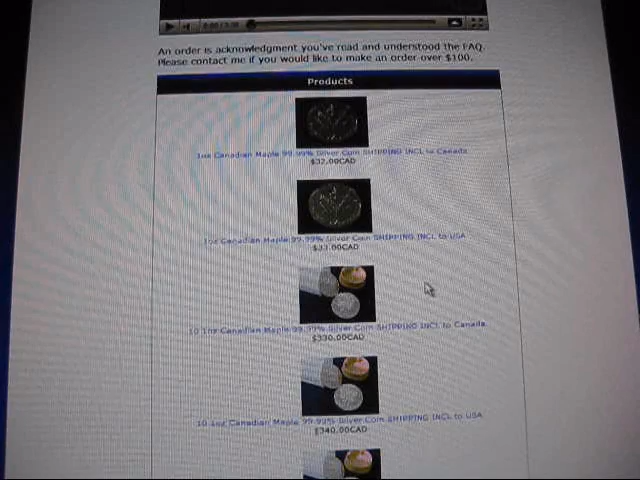 An order is acknowledgment you've read and understood the FAQ.
Please contact me if you would like to make an order over $100.
Products
1oz Canadian Maple 99.99% Silver Coin SHIPPING INCL to Canada
$32.00CAD
1oz Canadian Maple 99.99% Silver Coin SHIPPING INCL to USA
$33.00CAD
10 1oz Canadian Maple 99.99% Silver Coin SHIPPING INCL to Canada
$330.00CAD
10 1oz Canadian Maple 99.99% Silver Coin SHIPPING INCL to USA
$340.00CAD